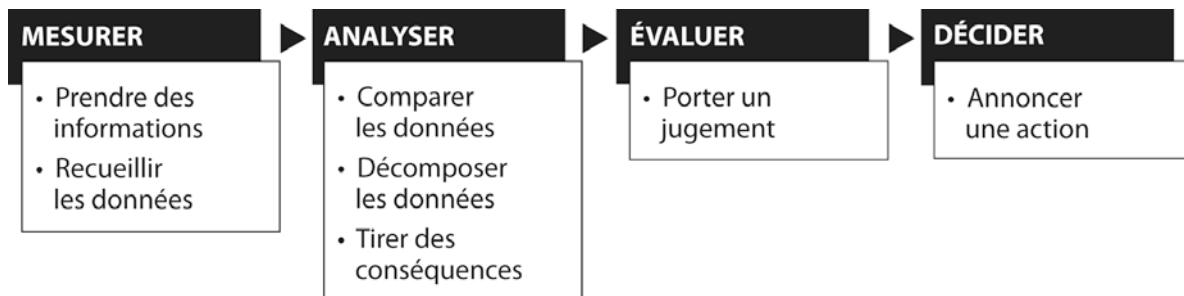 MESURER
• Prendre des
informations
• Recueillir
les données
ANALYSER
• Comparer
les données
• Décomposer
les données
• Tirer des
conséquences
ÉVALUER
• Porter un
jugement
DÉCIDER
• Annoncer
une action